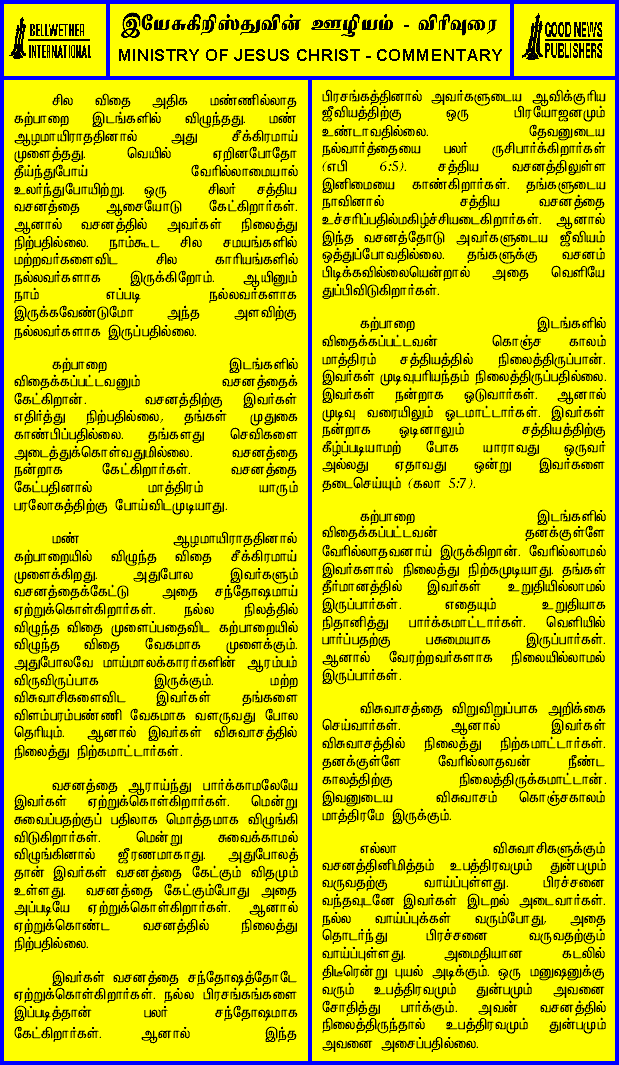 BELLWETHER
INTERNATIONAL
இயேசுகிறிஸ்துவின் ஊழியம் - விரிவுரை
MINISTRY OF JESUS CHRIST - COMMENTARY
GOOD NEWS
PUBLISHERS
சில விதை அதிக மண்ணில்லாத
கற்பாறை இடங்களில் விழுந்தது. மண்
ஆழமாயிராததினால் அது சீக்கிரமாய்
முளைத்தது. வெயில் ஏறினபோதோ
தீய்ந்துபோய் வேரில்லாமையால்
உலர்ந்துபோயிற்று. ஒரு சிலர் சத்திய
வசனத்தை ஆசையோடு கேட்கிறார்கள்.
ஆனால் வசனத்தில் அவர்கள் நிலைத்து
நிற்பதில்லை. நாம்கூட சில சமயங்களில்
மற்றவர்களைவிட சில காரியங்களில்
நல்லவர்களாக இருக்கிறோம். ஆயினும்
நாம் எப்படி நல்லவர்களாக
இருக்கவேண்டுமோ அந்த அளவிற்கு
நல்லவர்களாக இருப்பதில்லை.
கற்பாறை இடங்களில்
விதைக்கப்பட்டவனும் வசனத்தைக்
கேட்கிறான். வசனத்திற்கு இவர்கள்
எதிர்த்து நிற்பதில்லை, தங்கள் முதுகை
காண்பிப்பதில்லை. தங்களது செவிகளை
அடைத்துக்கொள்வதுமில்லை. வசனத்தை
நன்றாக கேட்கிறார்கள். வசனத்தை
கேட்பதினால் மாத்திரம் யாரும்
பரலோகத்திற்கு போய்விடமுடியாது.
மண் ஆழமாயிராததினால்
கற்பாறையில் விழுந்த விதை சீக்கிரமாய்
முளைக்கிறது. அதுபோல இவர்களும்
வசனத்தைக்கேட்டு அதை சந்தோஷமாய்
ஏற்றுக்கொள்கிறார்கள். நல்ல நிலத்தில்
விழுந்த விதை முளைப்பதைவிட கற்பாறையில்
விழுந்த விதை வேகமாக முளைக்கும்.
அதுபோலவே மாய்மாலக்காரர்களின் ஆரம்பம்
விருவிருப்பாக இருக்கும். மற்ற
விசுவாசிகளைவிட இவர்கள் தங்களை
விளம்பரம்பண்ணி வேகமாக வளருவது போல
தெரியும். ஆனால் இவர்கள் விசுவாசத்தில்
நிலைத்து நிற்கமாட்டார்கள்.
வசனத்தை ஆராய்ந்து பார்க்காமலேயே
இவர்கள் ஏற்றுக்கொள்கிறார்கள். மென்று
சுவைப்பதற்குப் பதிலாக மொத்தமாக விழுங்கி
விடுகிறார்கள். மென்று சுவைக்காமல்
விழுங்கினால் ஜீரணமாகாது. அதுபோலத்
தான் இவர்கள் வசனத்தை கேட்கும் விதமும்
உள்ளது. வசனத்தை கேட்கும்போது அதை
அப்படியே ஏற்றுக்கொள்கிறார்கள். ஆனால்
ஏற்றுக்கொண்ட வசனத்தில் நிலைத்து
நிற்பதில்லை.
இவர்கள் வசனத்தை சந்தோஷத்தோடே
ஏற்றுக்கொள்கிறார்கள். நல்ல பிரசங்கங்களை
இப்படித்தான் பலர் சந்தோஷமாக
கேட்கிறார்கள். ஆனால் இந்த
பிரசங்கத்தினால் அவர்களுடைய ஆவிக்குரிய
ஜீவியத்திற்கு ஒரு பிரயோஜனமும்
உண்டாவதில்லை. தேவனுடைய
நல்வார்த்தையை பலர் ருசிபார்க்கிறார்கள்
(எபி 6:5). சத்திய வசனத்திலுள்ள
இனிமையை காண்கிறார்கள். தங்களுடைய
நாவினால் சத்திய வசனத்தை
உச்சரிப்பதில்மகிழ்ச்சியடைகிறார்கள். ஆனால்
இந்த வசனத்தோடு அவர்களுடைய ஜீவியம்
ஒத்துப்போவதில்லை. தங்களுக்கு வசனம்
பிடிக்கவில்லையென்றால் அதை வெளியே
துப்பிவிடுகிறார்கள்.
கற்பாறை இடங்களில்
விதைக்கப்பட்டவன் கொஞ்ச காலம்
மாத்திரம் சத்தியத்தில் நிலைத்திருப்பான்.
இவர்கள் முடிவுபரியந்தம் நிலைத்திருப்பதில்லை.
இவர்கள் நன்றாக ஓடுவார்கள். ஆனால்
முடிவு வரையிலும் ஓடமாட்டார்கள். இவர்கள்
நன்றாக ஓடினாலும் சத்தியத்திற்கு
கீழ்ப்படியாமற் போக யாராவது ஒருவர்
அல்லது ஏதாவது ஒன்று இவர்களை
தடைசெய்யும் (கலா 5:7).
கற்பாறை இடங்களில்
விதைக்கப்பட்டவன் தனக்குள்ளே
வேரில்லாதவனாய் இருக்கிறான். வேரில்லாமல்
இவர்களால் நிலைத்து நிற்கமுடியாது. தங்கள்
தீர்மானத்தில் இவர்கள் உறுதியில்லாமல்
இருப்பார்கள். எதையும் உறுதியாக
நிதானித்து பார்க்கமாட்டார்கள். வெளியில்
பார்ப்பதற்கு பசுமையாக இருப்பார்கள்.
ஆனால் வேரற்றவர்களாக நிலையில்லாமல்
இருப்பார்கள்.
விசுவாசத்தை விறுவிறுப்பாக அறிக்கை
செய்வார்கள். ஆனால் இவர்கள்
விசுவாசத்தில் நிலைத்து நிற்கமாட்டார்கள்.
தனக்குள்ளே வேரில்லாதவன் நீண்ட
காலத்திற்கு நிலைத்திருக்கமாட்டான்.
இவனுடைய விசுவாசம் கொஞ்சகாலம்
மாத்திரமே இருக்கும்.
எல்லா விசுவாசிகளுக்கும்
வசனத்தினிமித்தம் உபத்திரவமும் துன்பமும்
வருவதற்கு வாய்ப்புள்ளது. பிரச்சனை
வந்தவுடனே இவர்கள் இடறல் அடைவார்கள்.
நல்ல வாய்ப்புக்கள் வரும்போது, அதை
தொடர்ந்து பிரச்சனை வருவதற்கும்
வாய்ப்புள்ளது. அமைதியான கடலில்
திடீரென்று புயல் அடிக்கும். ஒரு மனுஷனுக்கு
வரும் உபத்திரவமும் துன்பமும் அவனை
சோதித்து பார்க்கும். அவன் வசனத்தில்
நிலைத்திருந்தால் உபத்திரவமும் துன்பமும்
அவனை அசைப்பதில்லை.